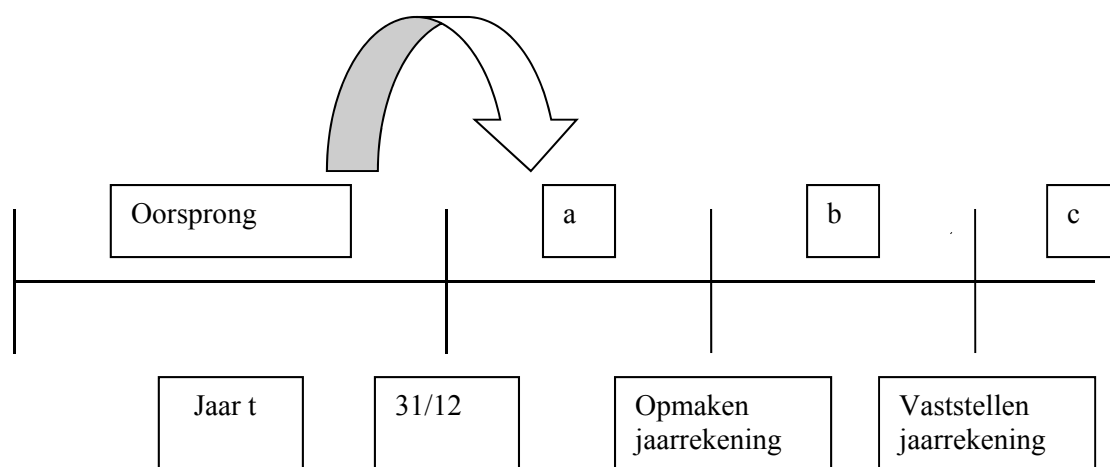 Oorsprong
a
b
c
Jaar t
31/12
Opmaken
jaarrekening
Vaststellen
jaarrekening